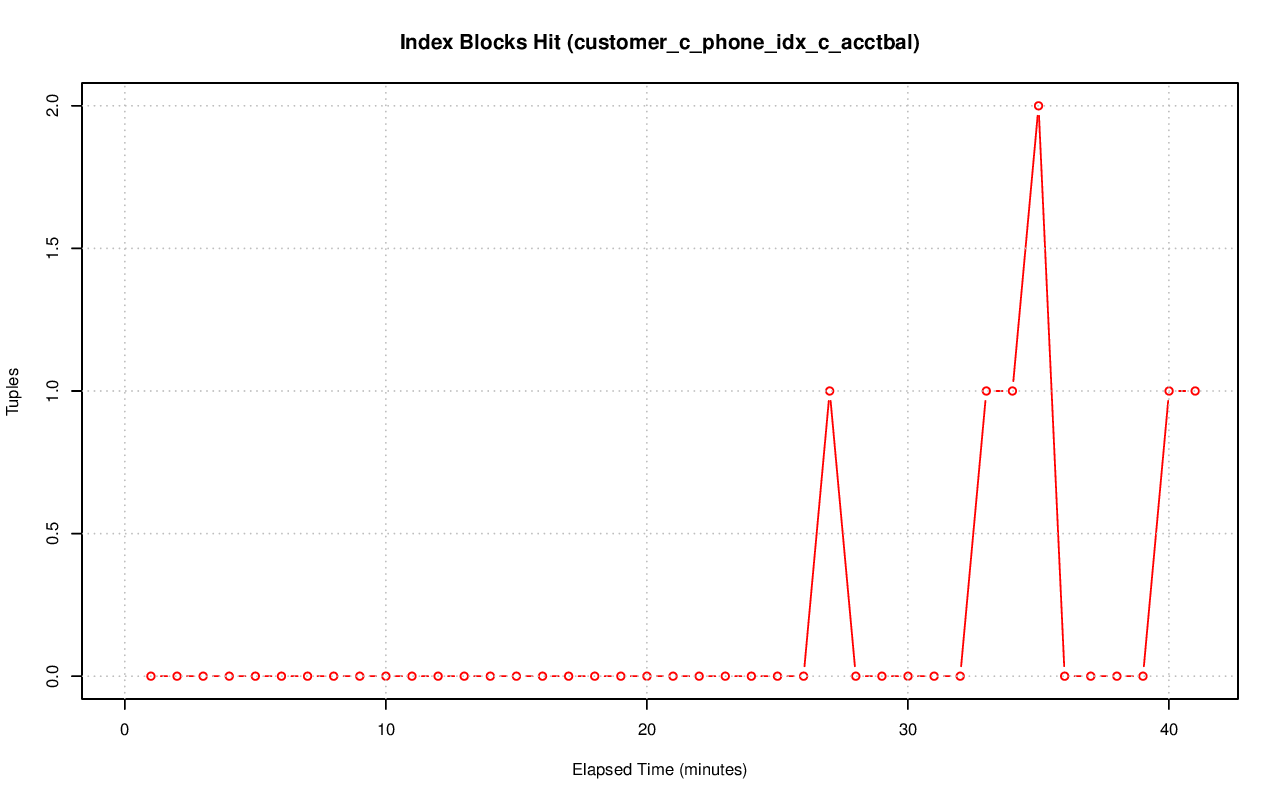 Index Blocks Hit (customer_c_phone_idx_c_acctbal)
Tuples
2.0
1.5
1.0
0.5
0.0
0 10 20 30 40
Elapsed Time (minutes)